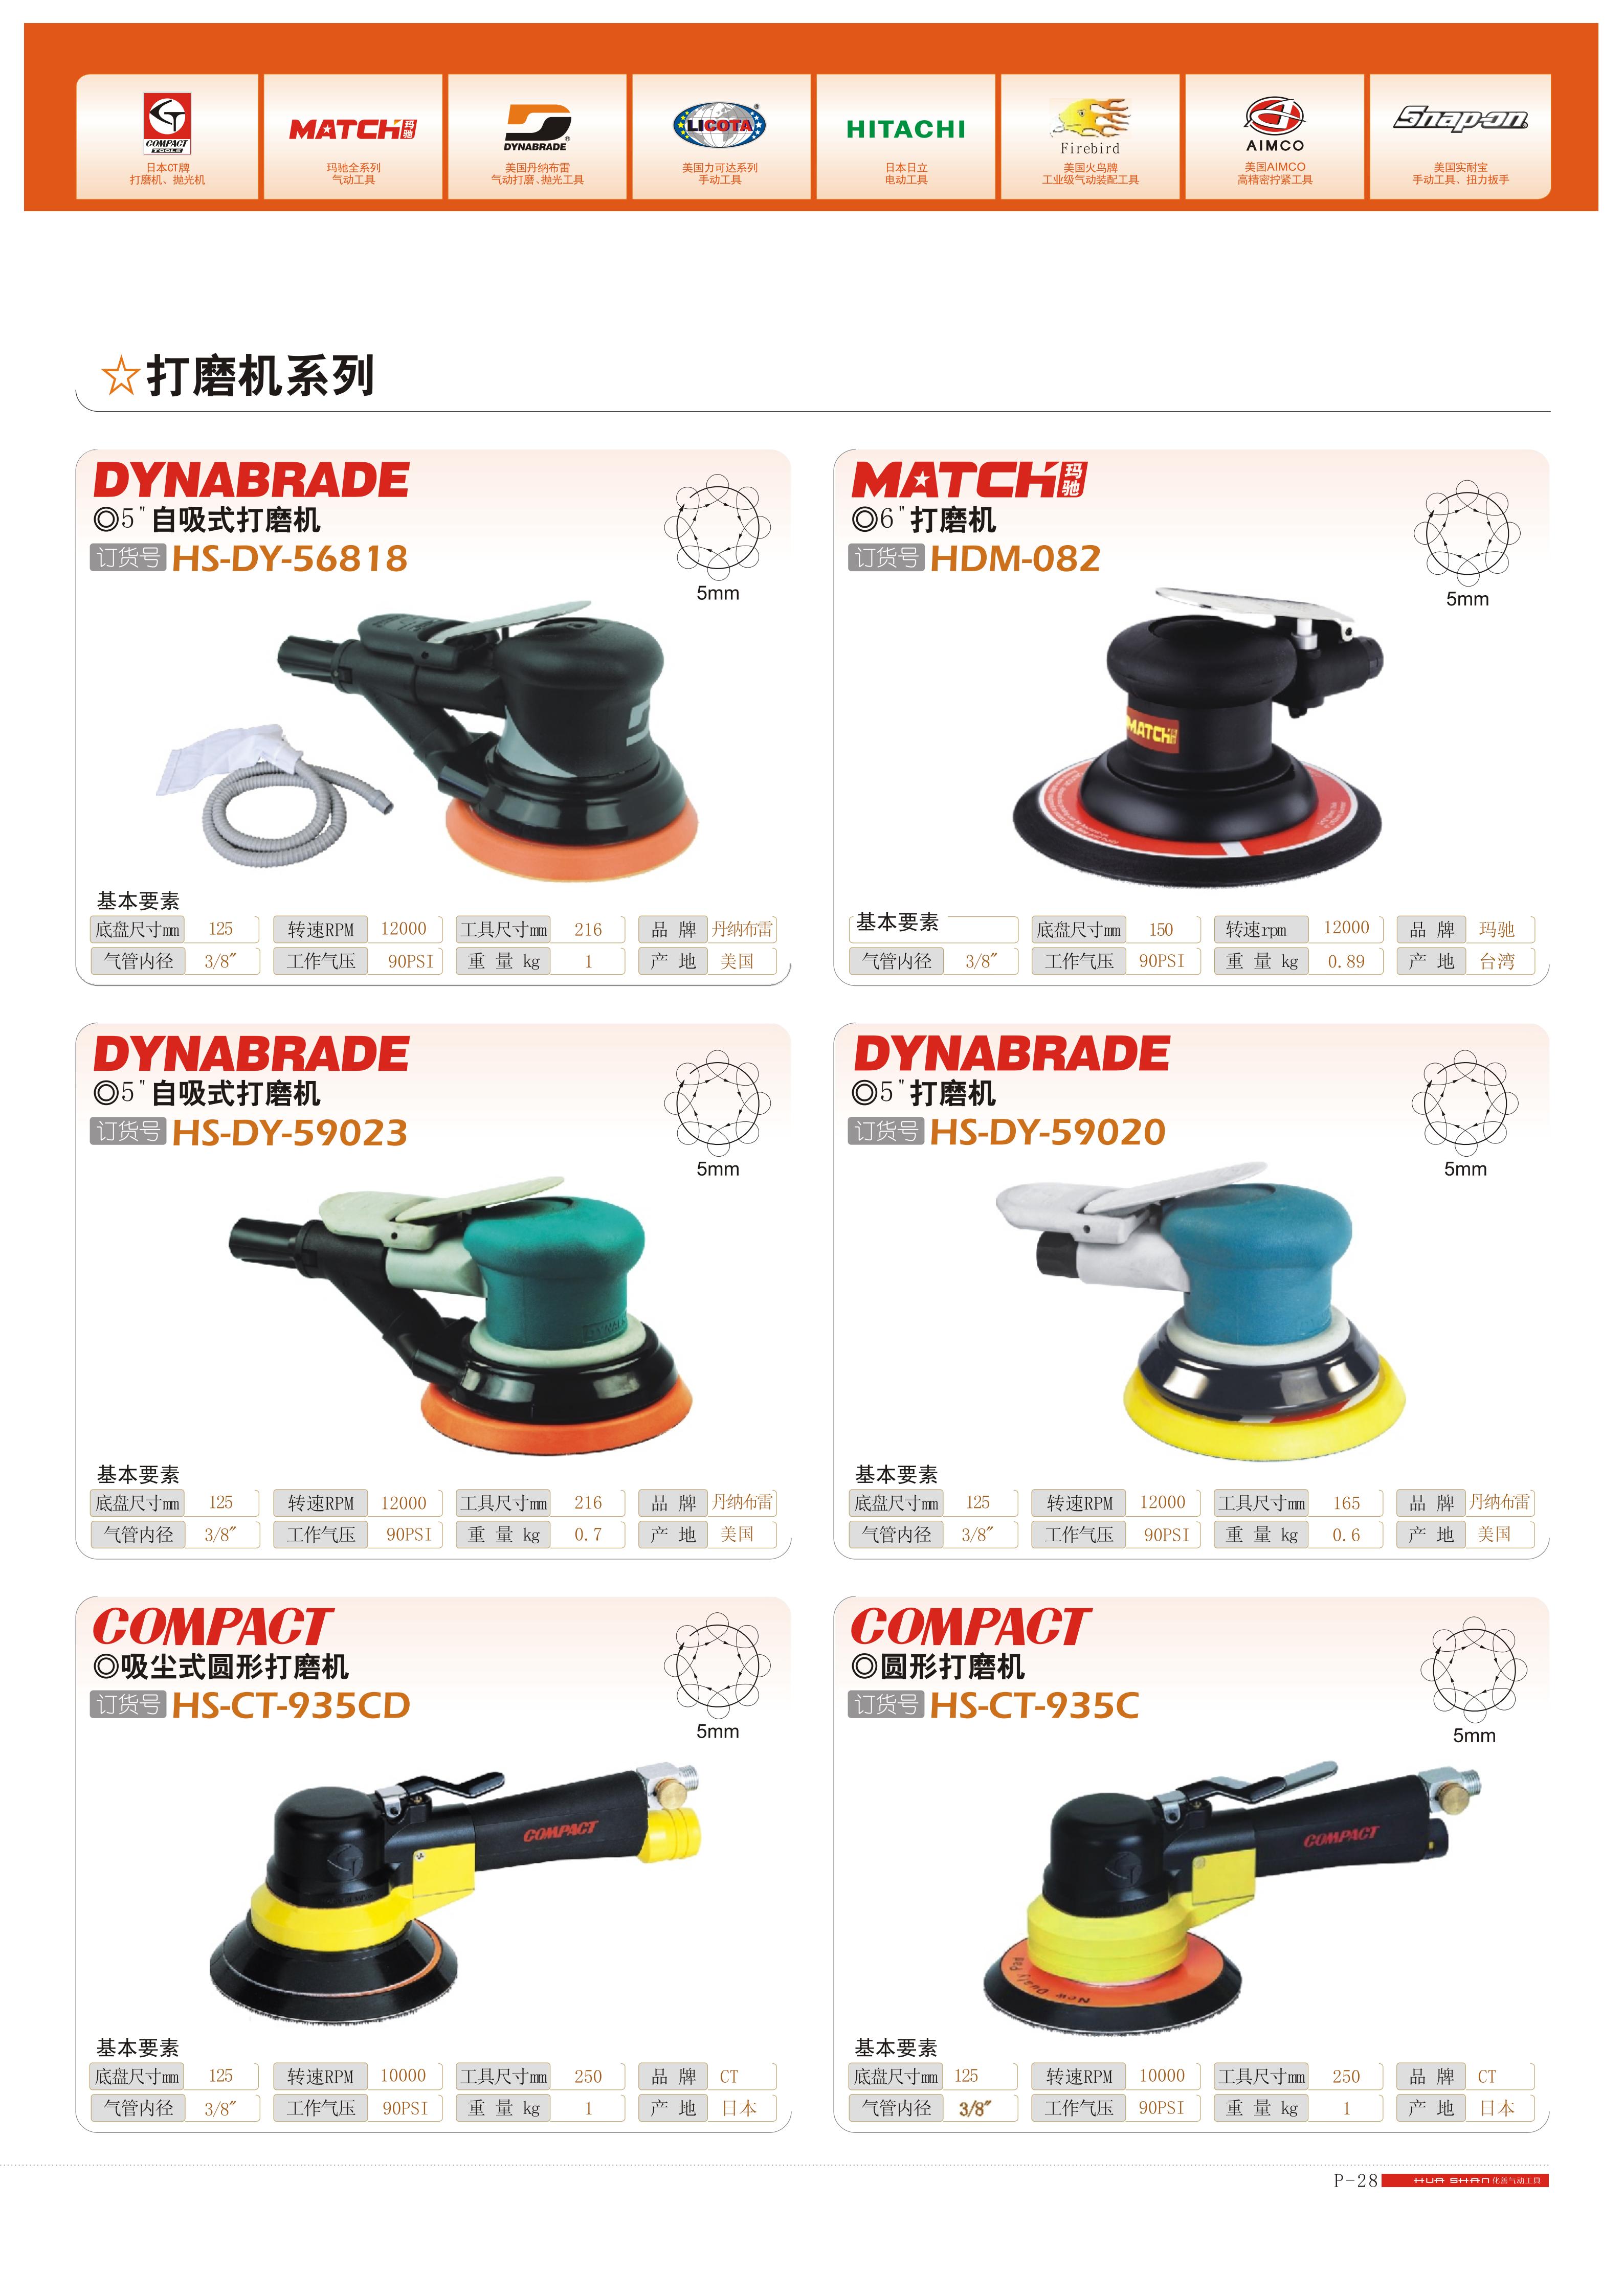 COMPACT
TOOLS
日本CT牌
打磨机、抛光机
MATCH玛驰
玛驰全系列
气动工具
DYNABRADE®
美国丹纳布雷
气动打磨、抛光工具
LICOTA®
美国力可达系列
手动工具
HITACHI
日本日立
电动工具
Firebird
美国火鸟牌
工业级气动装配工具
AIMCO
美国AIMCO
高精密拧紧工具
Snap-on
美国实耐宝
手动工具、扭力扳手
☆打磨机系列
DYNABRADE
◎5"自吸式打磨机
订货号 HS-DY-56818
5mm
基本要素
底盘尺寸mm 125 转速RPM 12000 工具尺寸mm 216 品 牌 丹纳布雷
气管内径 3/8″ 工作气压 90PSI 重 量 kg 1 产 地 美国
MATCH玛驰
◎6"打磨机
订货号 HDM-082
5mm
MATCH
基本要素 底盘尺寸mm 150 转速rpm 12000 品 牌 玛驰
气管内径 3/8″ 工作气压 90PSI 重 量 kg 0.89 产 地 台湾
DYNABRADE
◎5"自吸式打磨机
订货号 HS-DY-59023
5mm
基本要素
底盘尺寸mm 125 转速RPM 12000 工具尺寸mm 216 品 牌 丹纳布雷
气管内径 3/8″ 工作气压 90PSI 重 量 kg 0.7 产 地 美国
DYNABRADE
◎5"打磨机
订货号 HS-DY-59020
5mm
基本要素
底盘尺寸mm 125 转速RPM 12000 工具尺寸mm 165 品 牌 丹纳布雷
气管内径 3/8″ 工作气压 90PSI 重 量 kg 0.6 产 地 美国
COMPACT
◎吸尘式圆形打磨机
订货号 HS-CT-935CD
5mm
COMPACT
基本要素
底盘尺寸mm 125 转速RPM 10000 工具尺寸mm 250 品 牌 CT
气管内径 3/8″ 工作气压 90PSI 重 量 kg 1 产 地 日本
COMPACT
◎圆形打磨机
订货号 HS-CT-935C
5mm
COMPACT
New Dusty Pad
基本要素
底盘尺寸mm 125 转速RPM 10000 工具尺寸mm 250 品 牌 CT
气管内径 3/8″ 工作气压 90PSI 重 量 kg 1 产 地 日本
P-28 HUA SHAN 化善气动工具